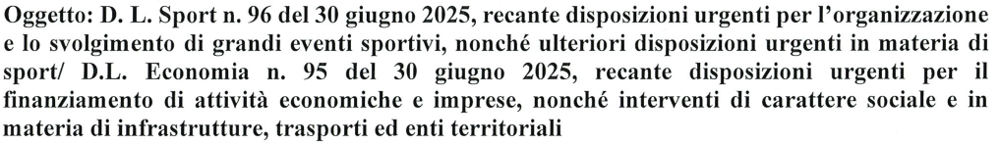 Oggetto: D. L. Sport n. 96 del 30 giugno 2025, recante disposizioni urgenti per l’organizzazione
e lo svolgimento di grandi eventi sportivi, nonché ulteriori disposizioni urgenti in materia di
sport/ D.L. Economia n. 95 del 30 giugno 2025, recante disposizioni urgenti per il
finanziamento di attività economiche e imprese, nonché interventi di carattere sociale e in
materia di infrastrutture, trasporti ed enti territoriali